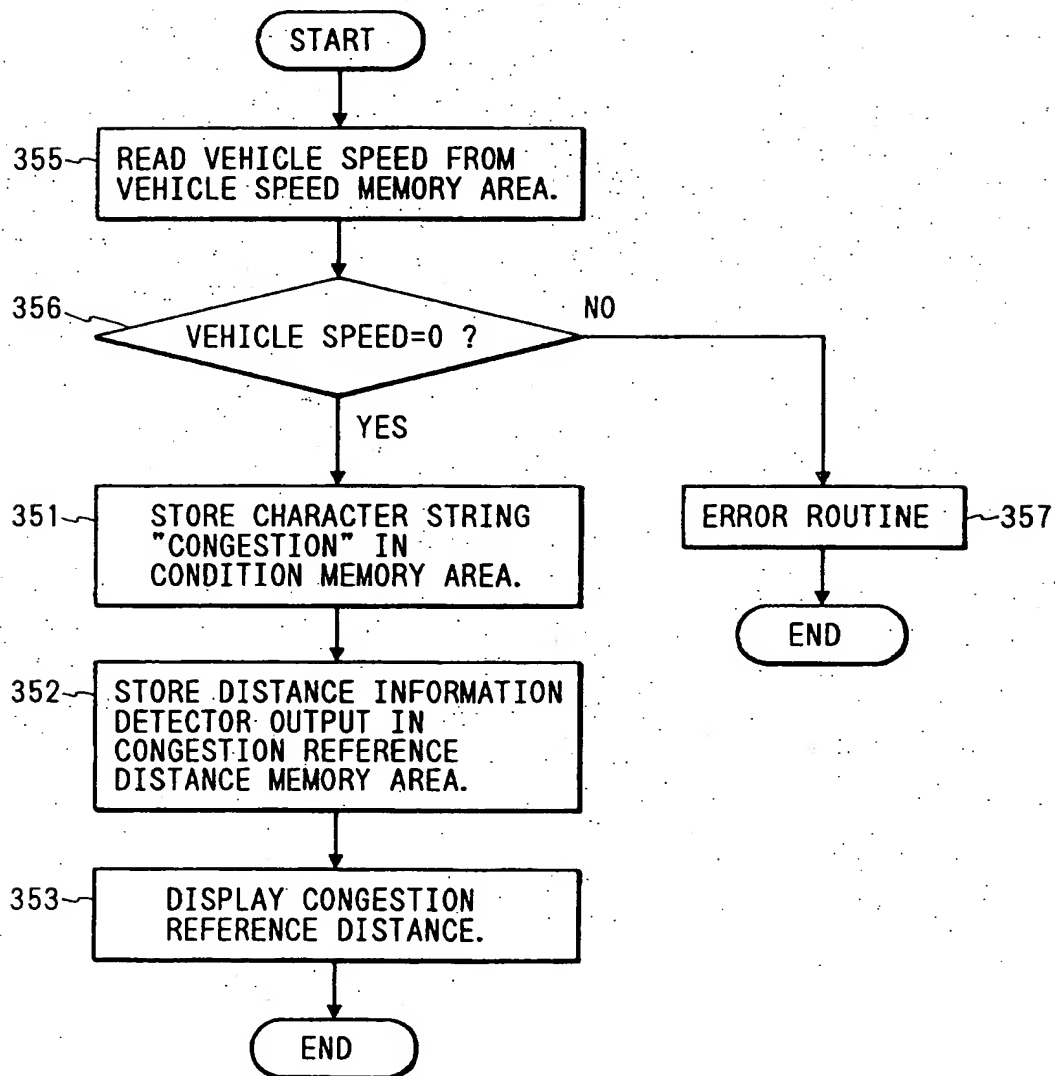 START
355
READ VEHICLE SPEED FROM
VEHICLE SPEED MEMORY AREA.
356
VEHICLE SPEED=0 ?
NO
YES
351
STORE CHARACTER STRING
"CONGESTION" IN
CONDITION MEMORY AREA.
ERROR ROUTINE
357
END
352
STORE DISTANCE INFORMATION
DETECTOR OUTPUT IN
CONGESTION REFERENCE
DISTANCE MEMORY AREA.
353
DISPLAY CONGESTION
REFERENCE DISTANCE.
END